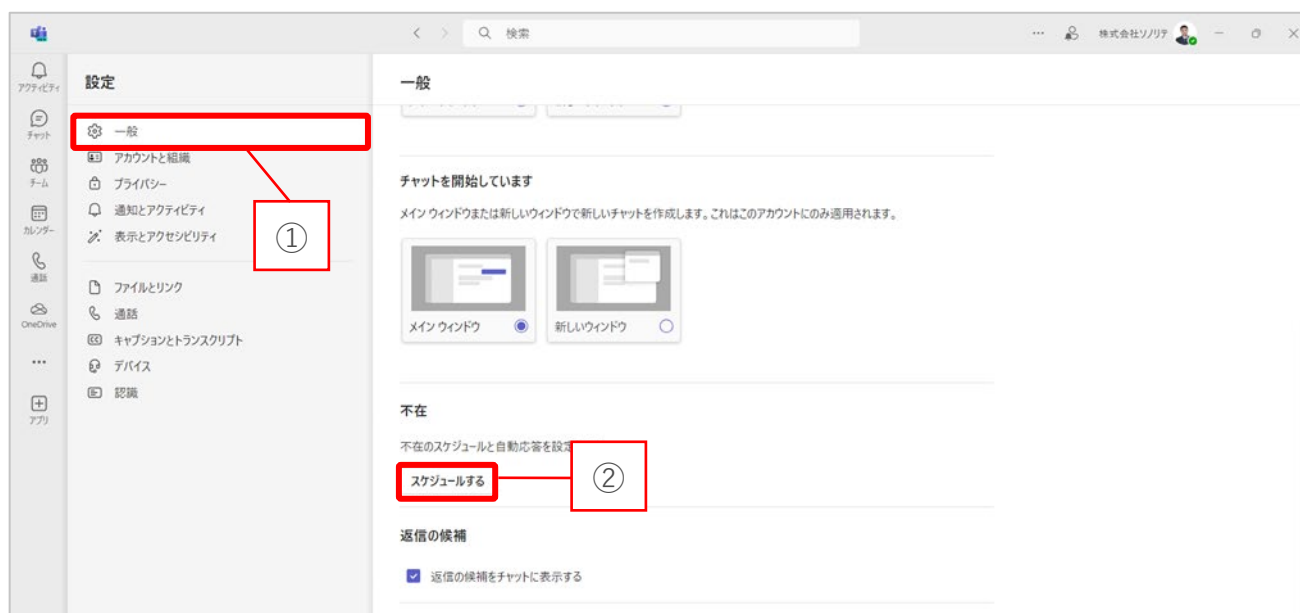 検索
…
株式会社ソノリテ
アクティビティ
チャット
チーム
カレンダー
通話
OneDrive
…
アプリ
設定
一般
アカウントと組織
プライバシー
通知とアクティビティ
表示とアクセシビリティ
ファイルとリンク
通話
キャプションとトランスクリプト
デバイス
認識
①
一般
チャットを開始しています
メイン ウィンドウまたは新しいウィンドウで新しいチャットを作成します。これはこのアカウントにのみ適用されます。
メイン ウィンドウ
新しいウィンドウ
不在
不在のスケジュールと自動応答を設定
スケジュールする
②
返信の候補
返信の候補をチャットに表示する